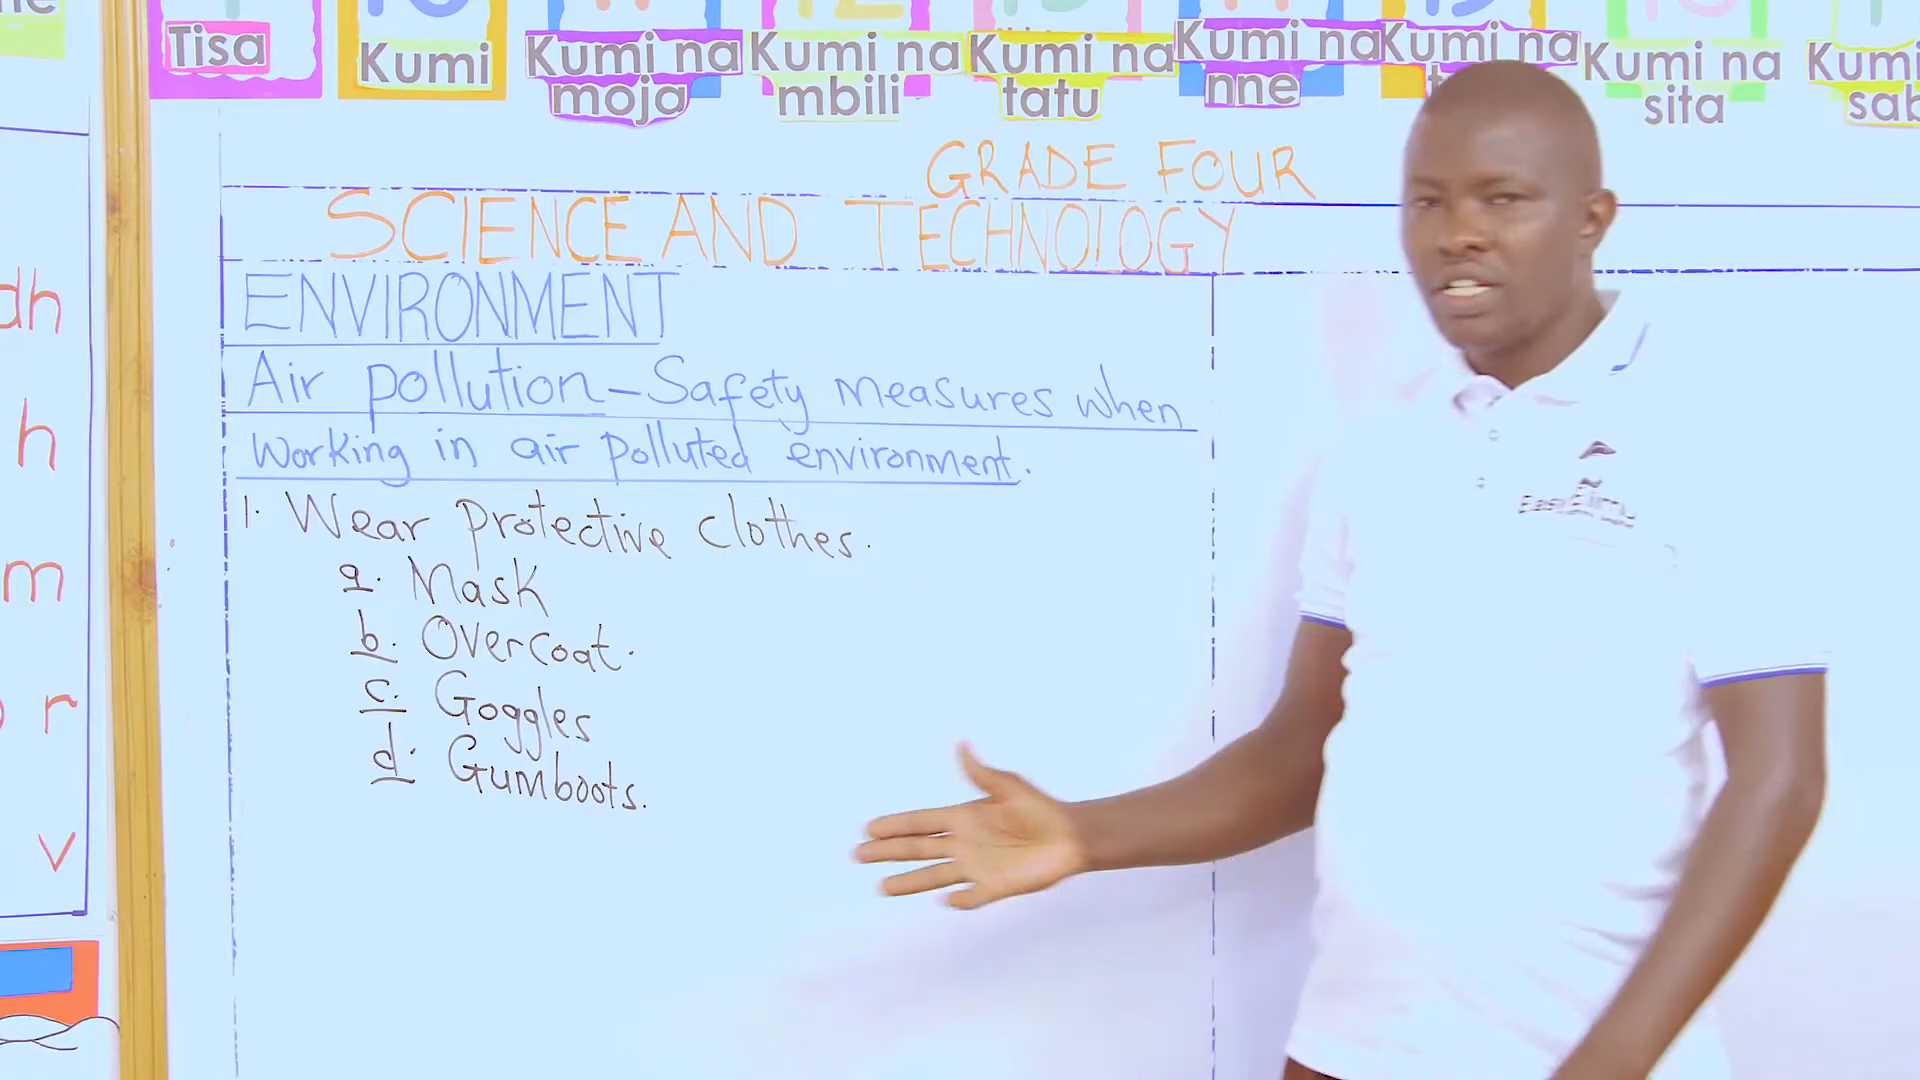 Tisa
Kumi
Kumi na moja
Kumi na mbili
Kumi na tatu
Kumi na nne
Kumi na
Kumi na sita
Kumi
GRADE FOUR
SCIENCE AND TECHNOLOGY
ENVIRONMENT
Air pollution - Safety measures when
working in air polluted environment.
1. Wear protective clothes.
a. Mask
b. Overcoat.
c. Goggles
d. Gumboots.
dh
h
m
r
v